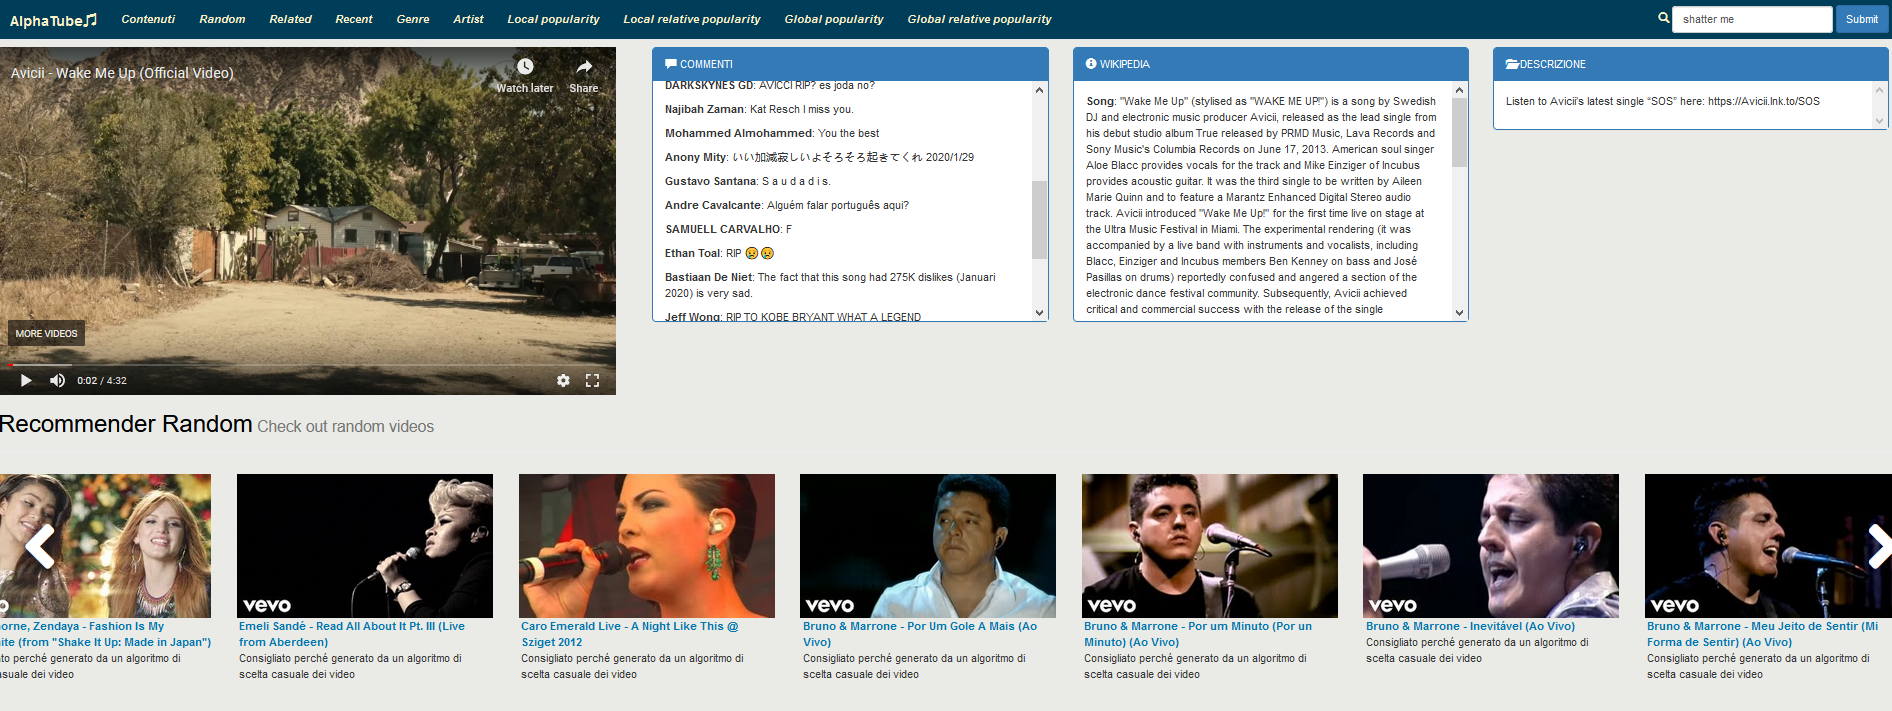 AlphaTube Contenuti Random Related Recent Genre Artist Local popularity Local relative popularity Global popularity Global relative popularity shatter me Submit
Avicii - Wake Me Up (Official Video)
Watch later Share
MORE VIDEOS
0:02 / 4:32
COMMENTI
DARKSKYNES GD: AVICCI RIP? es joda no?
Najibah Zaman: Kat Resch I miss you.
Mohammed Almohammed: You the best
Anony Mity: いい加減寂しいよそろそろ起きてくれ 2020/1/29
Gustavo Santana: S a u d a d i s.
Andre Cavalcante: Alguém falar português aqui?
SAMUELL CARVALHO: F
Ethan Toal: RIP 😢😢
Bastiaan De Niet: The fact that this song had 275K dislikes (Januari
2020) is very sad.
Jeff Wong: RIP TO KOBE BRYANT WHAT A LEGEND
WIKIPEDIA
Song: "Wake Me Up" (stylised as "WAKE ME UP!") is a song by Swedish
DJ and electronic music producer Avicii, released as the lead single from
his debut studio album True released by PRMD Music, Lava Records and
Sony Music's Columbia Records on June 17, 2013. American soul singer
Aloe Blacc provides vocals for the track and Mike Einziger of Incubus
provides acoustic guitar. It was the third single to be written by Aileen
Marie Quinn and to feature a Marantz Enhanced Digital Stereo audio
track. Avicii introduced "Wake Me Up!" for the first time live on stage at
the Ultra Music Festival in Miami. The experimental rendering (it was
accompanied by a live band with instruments and vocalists, including
Blacc, Einziger and Incubus members Ben Kenney on bass and José
Pasillas on drums) reportedly confused and angered a section of the
electronic dance festival community. Subsequently, Avicii achieved
critical and commercial success with the release of the single
DESCRIZIONE
Listen to Avicii's latest single “SOS” here: https://Avicii.lnk.to/SOS
Recommender Random Check out random videos
vevo
orne, Zendaya - Fashion Is My
ite (from "Shake It Up: Made in Japan")
to perché generato da un algoritmo di
suale dei video
vevo
Emeli Sandé - Read All About It Pt. III (Live
from Aberdeen)
Consigliato perché generato da un algoritmo di
scelta casuale dei video
Caro Emerald Live - A Night Like This @
Sziget 2012
Consigliato perché generato da un algoritmo di
scelta casuale dei video
vevo
Bruno & Marrone - Por Um Gole A Mais (Ao
Vivo)
Consigliato perché generato da un algoritmo di
scelta casuale dei video
vevo
Bruno & Marrone - Por um Minuto (Por un
Minuto) (Ao Vivo)
Consigliato perché generato da un algoritmo di
scelta casuale dei video
vevo
Bruno & Marrone - Inevitável (Ao Vivo)
Consigliato perché generato da un algoritmo di
scelta casuale dei video
vevo
Bruno & Marrone - Meu Jeito de Sentir (Mi
Forma de Sentir) (Ao Vivo)
Consigliato perché generato da un algoritmo di
scelta casuale dei video